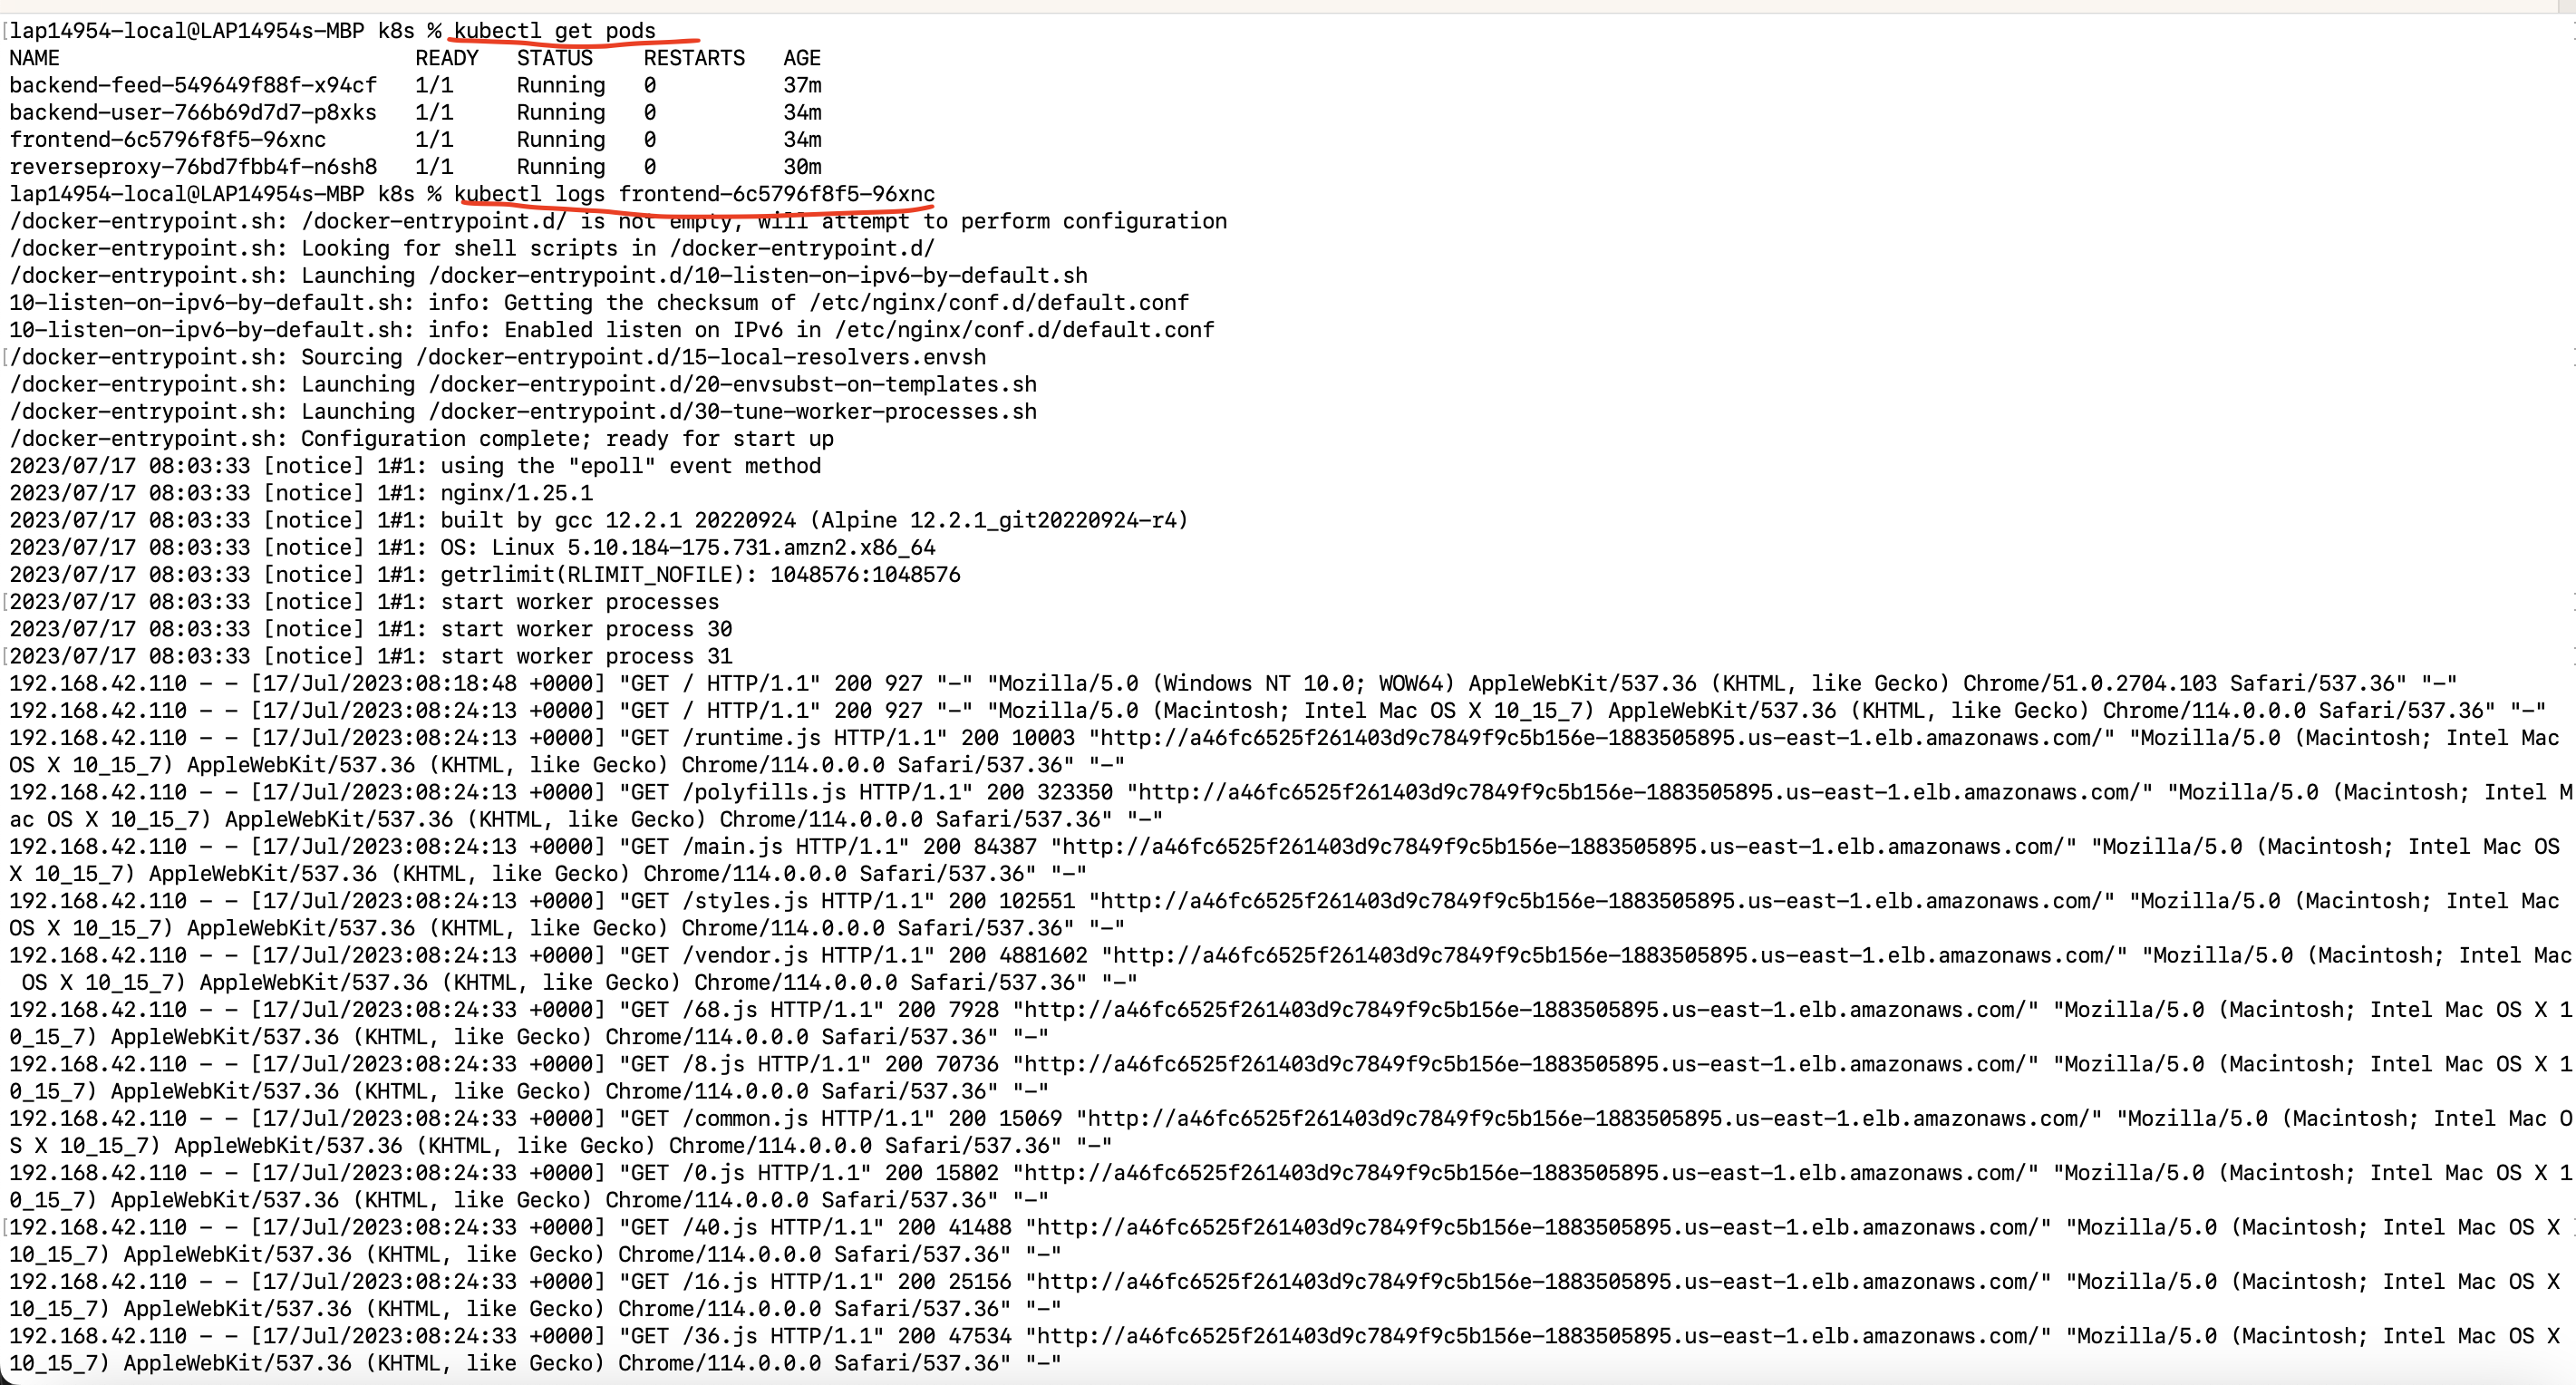 lap14954-local@LAP14954s-MBP k8s % kubectl get pods
NAME                            READY   STATUS    RESTARTS   AGE
backend-feed-549649f88f-x94cf   1/1     Running   0          37m
backend-user-766b69d7d7-p8xks   1/1     Running   0          34m
frontend-6c5796f8f5-96xnc       1/1     Running   0          34m
reverseproxy-76bd7fbb4f-n6sh8   1/1     Running   0          30m
lap14954-local@LAP14954s-MBP k8s % kubectl logs frontend-6c5796f8f5-96xnc
/docker-entrypoint.sh: /docker-entrypoint.d/ is not empty, will attempt to perform configuration
/docker-entrypoint.sh: Looking for shell scripts in /docker-entrypoint.d/
/docker-entrypoint.sh: Launching /docker-entrypoint.d/10-listen-on-ipv6-by-default.sh
10-listen-on-ipv6-by-default.sh: info: Getting the checksum of /etc/nginx/conf.d/default.conf
10-listen-on-ipv6-by-default.sh: info: Enabled listen on IPv6 in /etc/nginx/conf.d/default.conf
/docker-entrypoint.sh: Sourcing /docker-entrypoint.d/15-local-resolvers.envsh
/docker-entrypoint.sh: Launching /docker-entrypoint.d/20-envsubst-on-templates.sh
/docker-entrypoint.sh: Launching /docker-entrypoint.d/30-tune-worker-processes.sh
/docker-entrypoint.sh: Configuration complete; ready for start up
2023/07/17 08:03:33 [notice] 1#1: using the "epoll" event method
2023/07/17 08:03:33 [notice] 1#1: nginx/1.25.1
2023/07/17 08:03:33 [notice] 1#1: built by gcc 12.2.1 20220924 (Alpine 12.2.1_git20220924-r4)
2023/07/17 08:03:33 [notice] 1#1: OS: Linux 5.10.184-175.731.amzn2.x86_64
2023/07/17 08:03:33 [notice] 1#1: getrlimit(RLIMIT_NOFILE): 1048576:1048576
2023/07/17 08:03:33 [notice] 1#1: start worker processes
2023/07/17 08:03:33 [notice] 1#1: start worker process 30
2023/07/17 08:03:33 [notice] 1#1: start worker process 31
192.168.42.110 - - [17/Jul/2023:08:18:48 +0000] "GET / HTTP/1.1" 200 927 "-" "Mozilla/5.0 (Windows NT 10.0; WOW64) AppleWebKit/537.36 (KHTML, like Gecko) Chrome/51.0.2704.103 Safari/537.36" "-"
192.168.42.110 - - [17/Jul/2023:08:24:13 +0000] "GET / HTTP/1.1" 200 927 "-" "Mozilla/5.0 (Macintosh; Intel Mac OS X 10_15_7) AppleWebKit/537.36 (KHTML, like Gecko) Chrome/114.0.0.0 Safari/537.36" "-"
192.168.42.110 - - [17/Jul/2023:08:24:13 +0000] "GET /runtime.js HTTP/1.1" 200 10003 "http://a46fc6525f261403d9c7849f9c5b156e-1883505895.us-east-1.elb.amazonaws.com/" "Mozilla/5.0 (Macintosh; Intel Mac
OS X 10_15_7) AppleWebKit/537.36 (KHTML, like Gecko) Chrome/114.0.0.0 Safari/537.36" "-"
192.168.42.110 - - [17/Jul/2023:08:24:13 +0000] "GET /polyfills.js HTTP/1.1" 200 323350 "http://a46fc6525f261403d9c7849f9c5b156e-1883505895.us-east-1.elb.amazonaws.com/" "Mozilla/5.0 (Macintosh; Intel M
ac OS X 10_15_7) AppleWebKit/537.36 (KHTML, like Gecko) Chrome/114.0.0.0 Safari/537.36" "-"
192.168.42.110 - - [17/Jul/2023:08:24:13 +0000] "GET /main.js HTTP/1.1" 200 84387 "http://a46fc6525f261403d9c7849f9c5b156e-1883505895.us-east-1.elb.amazonaws.com/" "Mozilla/5.0 (Macintosh; Intel Mac OS
X 10_15_7) AppleWebKit/537.36 (KHTML, like Gecko) Chrome/114.0.0.0 Safari/537.36" "-"
192.168.42.110 - - [17/Jul/2023:08:24:13 +0000] "GET /styles.js HTTP/1.1" 200 102551 "http://a46fc6525f261403d9c7849f9c5b156e-1883505895.us-east-1.elb.amazonaws.com/" "Mozilla/5.0 (Macintosh; Intel Mac
OS X 10_15_7) AppleWebKit/537.36 (KHTML, like Gecko) Chrome/114.0.0.0 Safari/537.36" "-"
192.168.42.110 - - [17/Jul/2023:08:24:13 +0000] "GET /vendor.js HTTP/1.1" 200 4881602 "http://a46fc6525f261403d9c7849f9c5b156e-1883505895.us-east-1.elb.amazonaws.com/" "Mozilla/5.0 (Macintosh; Intel Mac
 OS X 10_15_7) AppleWebKit/537.36 (KHTML, like Gecko) Chrome/114.0.0.0 Safari/537.36" "-"
192.168.42.110 - - [17/Jul/2023:08:24:33 +0000] "GET /68.js HTTP/1.1" 200 7928 "http://a46fc6525f261403d9c7849f9c5b156e-1883505895.us-east-1.elb.amazonaws.com/" "Mozilla/5.0 (Macintosh; Intel Mac OS X 1
0_15_7) AppleWebKit/537.36 (KHTML, like Gecko) Chrome/114.0.0.0 Safari/537.36" "-"
192.168.42.110 - - [17/Jul/2023:08:24:33 +0000] "GET /8.js HTTP/1.1" 200 70736 "http://a46fc6525f261403d9c7849f9c5b156e-1883505895.us-east-1.elb.amazonaws.com/" "Mozilla/5.0 (Macintosh; Intel Mac OS X 1
0_15_7) AppleWebKit/537.36 (KHTML, like Gecko) Chrome/114.0.0.0 Safari/537.36" "-"
192.168.42.110 - - [17/Jul/2023:08:24:33 +0000] "GET /common.js HTTP/1.1" 200 15069 "http://a46fc6525f261403d9c7849f9c5b156e-1883505895.us-east-1.elb.amazonaws.com/" "Mozilla/5.0 (Macintosh; Intel Mac O
S X 10_15_7) AppleWebKit/537.36 (KHTML, like Gecko) Chrome/114.0.0.0 Safari/537.36" "-"
192.168.42.110 - - [17/Jul/2023:08:24:33 +0000] "GET /0.js HTTP/1.1" 200 15802 "http://a46fc6525f261403d9c7849f9c5b156e-1883505895.us-east-1.elb.amazonaws.com/" "Mozilla/5.0 (Macintosh; Intel Mac OS X 1
0_15_7) AppleWebKit/537.36 (KHTML, like Gecko) Chrome/114.0.0.0 Safari/537.36" "-"
192.168.42.110 - - [17/Jul/2023:08:24:33 +0000] "GET /40.js HTTP/1.1" 200 41488 "http://a46fc6525f261403d9c7849f9c5b156e-1883505895.us-east-1.elb.amazonaws.com/" "Mozilla/5.0 (Macintosh; Intel Mac OS X
10_15_7) AppleWebKit/537.36 (KHTML, like Gecko) Chrome/114.0.0.0 Safari/537.36" "-"
192.168.42.110 - - [17/Jul/2023:08:24:33 +0000] "GET /16.js HTTP/1.1" 200 25156 "http://a46fc6525f261403d9c7849f9c5b156e-1883505895.us-east-1.elb.amazonaws.com/" "Mozilla/5.0 (Macintosh; Intel Mac OS X
10_15_7) AppleWebKit/537.36 (KHTML, like Gecko) Chrome/114.0.0.0 Safari/537.36" "-"
192.168.42.110 - - [17/Jul/2023:08:24:33 +0000] "GET /36.js HTTP/1.1" 200 47534 "http://a46fc6525f261403d9c7849f9c5b156e-1883505895.us-east-1.elb.amazonaws.com/" "Mozilla/5.0 (Macintosh; Intel Mac OS X
10_15_7) AppleWebKit/537.36 (KHTML, like Gecko) Chrome/114.0.0.0 Safari/537.36" "-"